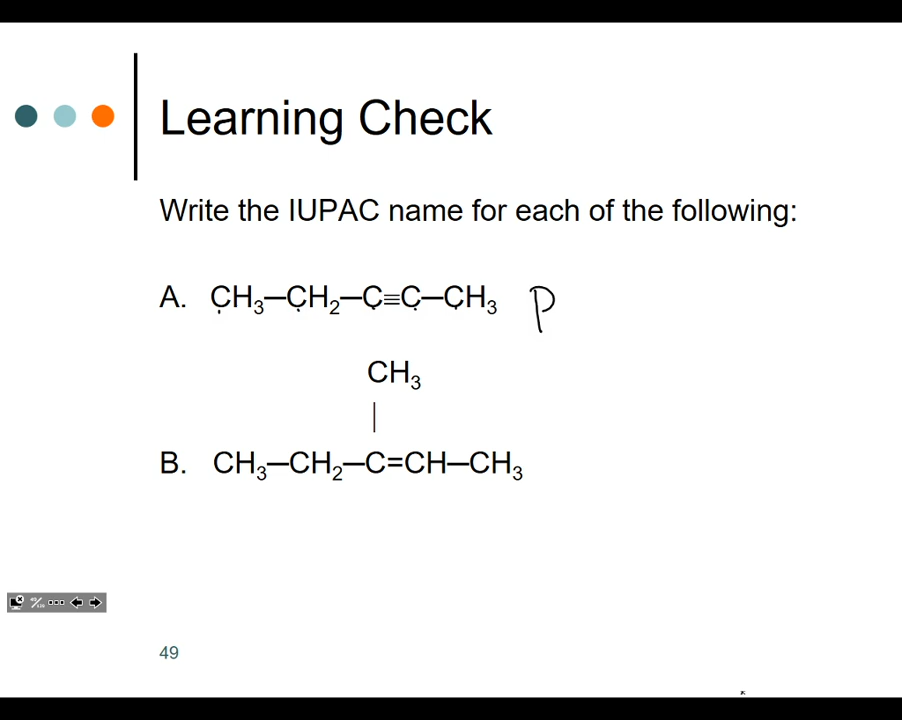 Learning Check
Write the IUPAC name for each of the following:
A. CH₃─CH₂─C≡C─CH₃ P
CH₃
|
B. CH₃─CH₂─C=CH─CH₃
49